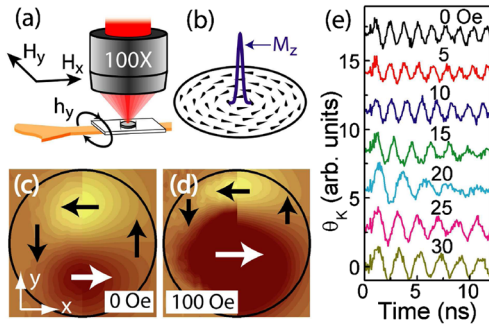 (a)
H_y
H_x
100X
h_y
(b)
M_z
(c)
y
x
0 Oe
(d)
100 Oe
(e)
15
10
5
0
θ_K (arb. units)
0 Oe
5
10
15
20
25
30
0
5
10
Time (ns)